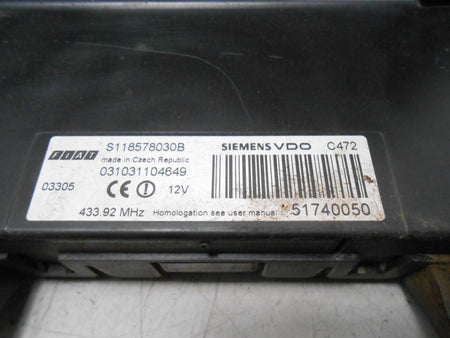 FIAT S118578030B SIEMENS VDO C472
made in Czech Republic
031031104649
03305 CE 12V
433.92 MHz Homologation see user manual 51740050